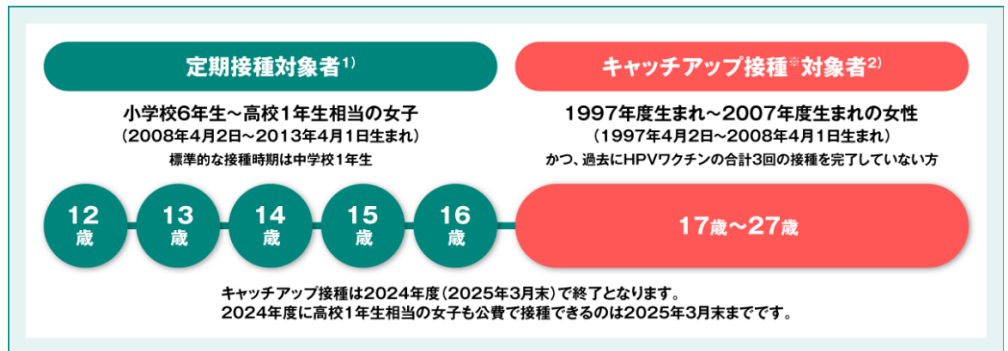 定期接種対象者1)
小学校6年生～高校1年生相当の女子
(2008年4月2日～2013年4月1日生まれ)
標準的な接種時期は中学校1年生
キャッチアップ接種※対象者2)
1997年度生まれ～2007年度生まれの女性
(1997年4月2日～2008年4月1日生まれ)
かつ、過去にHPVワクチンの合計3回の接種を完了していない方
12歳
13歳
14歳
15歳
16歳
17歳～27歳
キャッチアップ接種は2024年度(2025年3月末)で終了となります。
2024年度に高校1年生相当の女子も公費で接種できるのは2025年3月末までです。